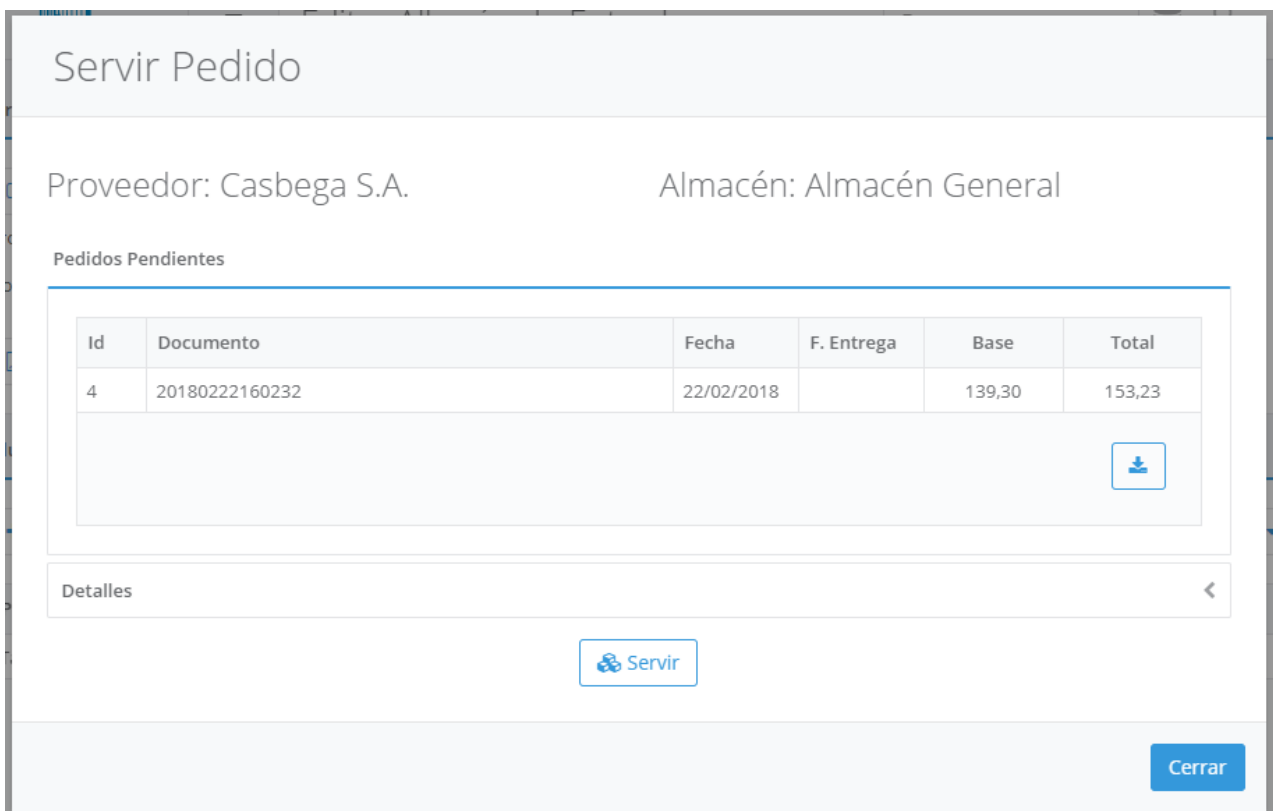 Servir Pedido
Proveedor: Casbega S.A. Almacén: Almacén General
Pedidos Pendientes
Id Documento Fecha F. Entrega Base Total
4 20180222160232 22/02/2018 139,30 153,23
Detalles
Servir
Cerrar